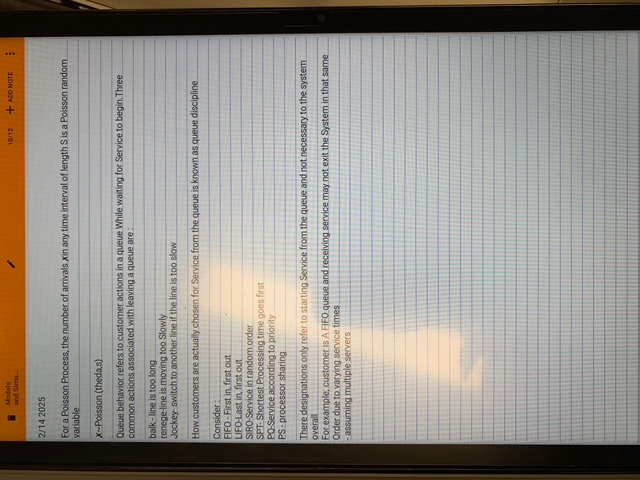 Models
and Simu...
10/12
+ ADD NOTE
2/14 2025
For a Poisson Process, the number of arrivals ✗in any time interval of length S is a Poisson random
variable
✗~Poisson (theda,s)
Queue behavior refers to customer actions in a queue While waiting for Service to begin.Three
common actions associated with leaving a queue are :
balk - line is too long
renege-line is moving too Slowly
Jockey- switch to another line if the line is too slow
How customers are actually chosen for Service from the queue is known as queue discipline
Consider :
FIFO - First in, first out
LIFO-Last in, first out
SIRO-Service in random order
SPT- Shortest Processing time goes first
PQ-Service according to priority
PS - processor sharing
There designations only refer to starting Service from the queue and not necessary to the system
overall
For example; customer is A FIFO queue and receiving service may not exit the System in that same
Order due to varying service times
- assuming multiple servers